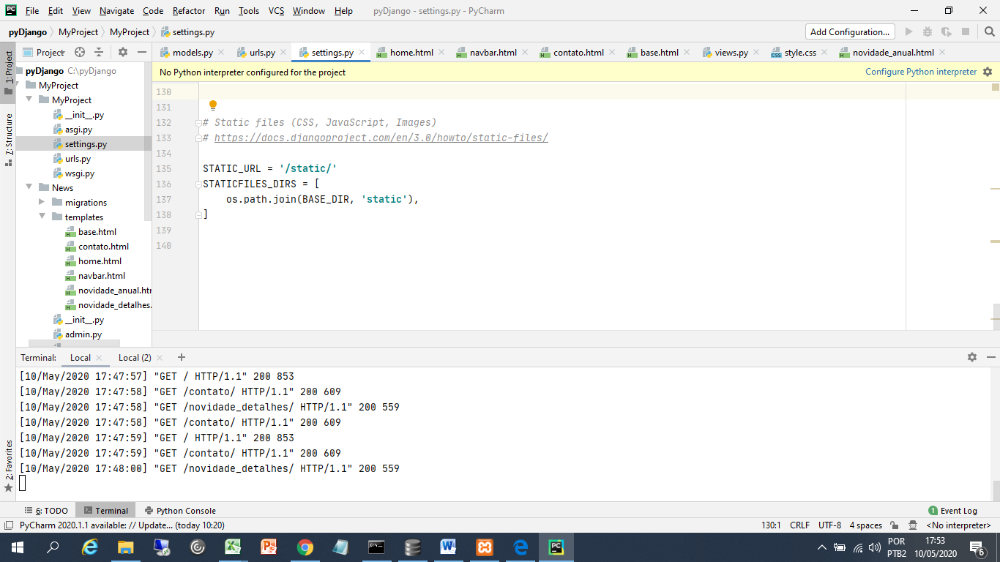 File Edit View Navigate Code Refactor Run Tools VCS Window Help pyDjango - settings.py - PyCharm
pyDjango MyProject MyProject settings.py Add Configuration...
1: Project
Project
models.py urls.py settings.py home.html navbar.html contato.html base.html views.py style.css novidade_anual.html
pyDjango C:\pyDjango
MyProject
MyProject
__init__.py
asgi.py
settings.py
urls.py
wsgi.py
News
migrations
templates
base.html
contato.html
home.html
navbar.html
novidade_anual.htm
novidade_detalhes.
__init__.py
admin.py
7: Structure
2: Favorites
No Python interpreter configured for the project Configure Python interpreter
130
131
132 # Static files (CSS, JavaScript, Images)
133 # https://docs.djangoproject.com/en/3.0/howto/static-files/
134
135 STATIC_URL = '/static/'
136 STATICFILES_DIRS = [
137 os.path.join(BASE_DIR, 'static'),
138 ]
139
140
Terminal: Local Local (2)
[10/May/2020 17:47:57] "GET / HTTP/1.1" 200 853
[10/May/2020 17:47:58] "GET /contato/ HTTP/1.1" 200 609
[10/May/2020 17:47:58] "GET /novidade_detalhes/ HTTP/1.1" 200 559
[10/May/2020 17:47:58] "GET /contato/ HTTP/1.1" 200 609
[10/May/2020 17:47:59] "GET / HTTP/1.1" 200 853
[10/May/2020 17:47:59] "GET /contato/ HTTP/1.1" 200 609
[10/May/2020 17:48:00] "GET /novidade_detalhes/ HTTP/1.1" 200 559
6: TODO Terminal Python Console 1 Event Log
PyCharm 2020.1.1 available: // Update... (today 10:20) 130:1 CRLF UTF-8 4 spaces <No interpreter>
POR 17:53
PTB2 10/05/2020 6